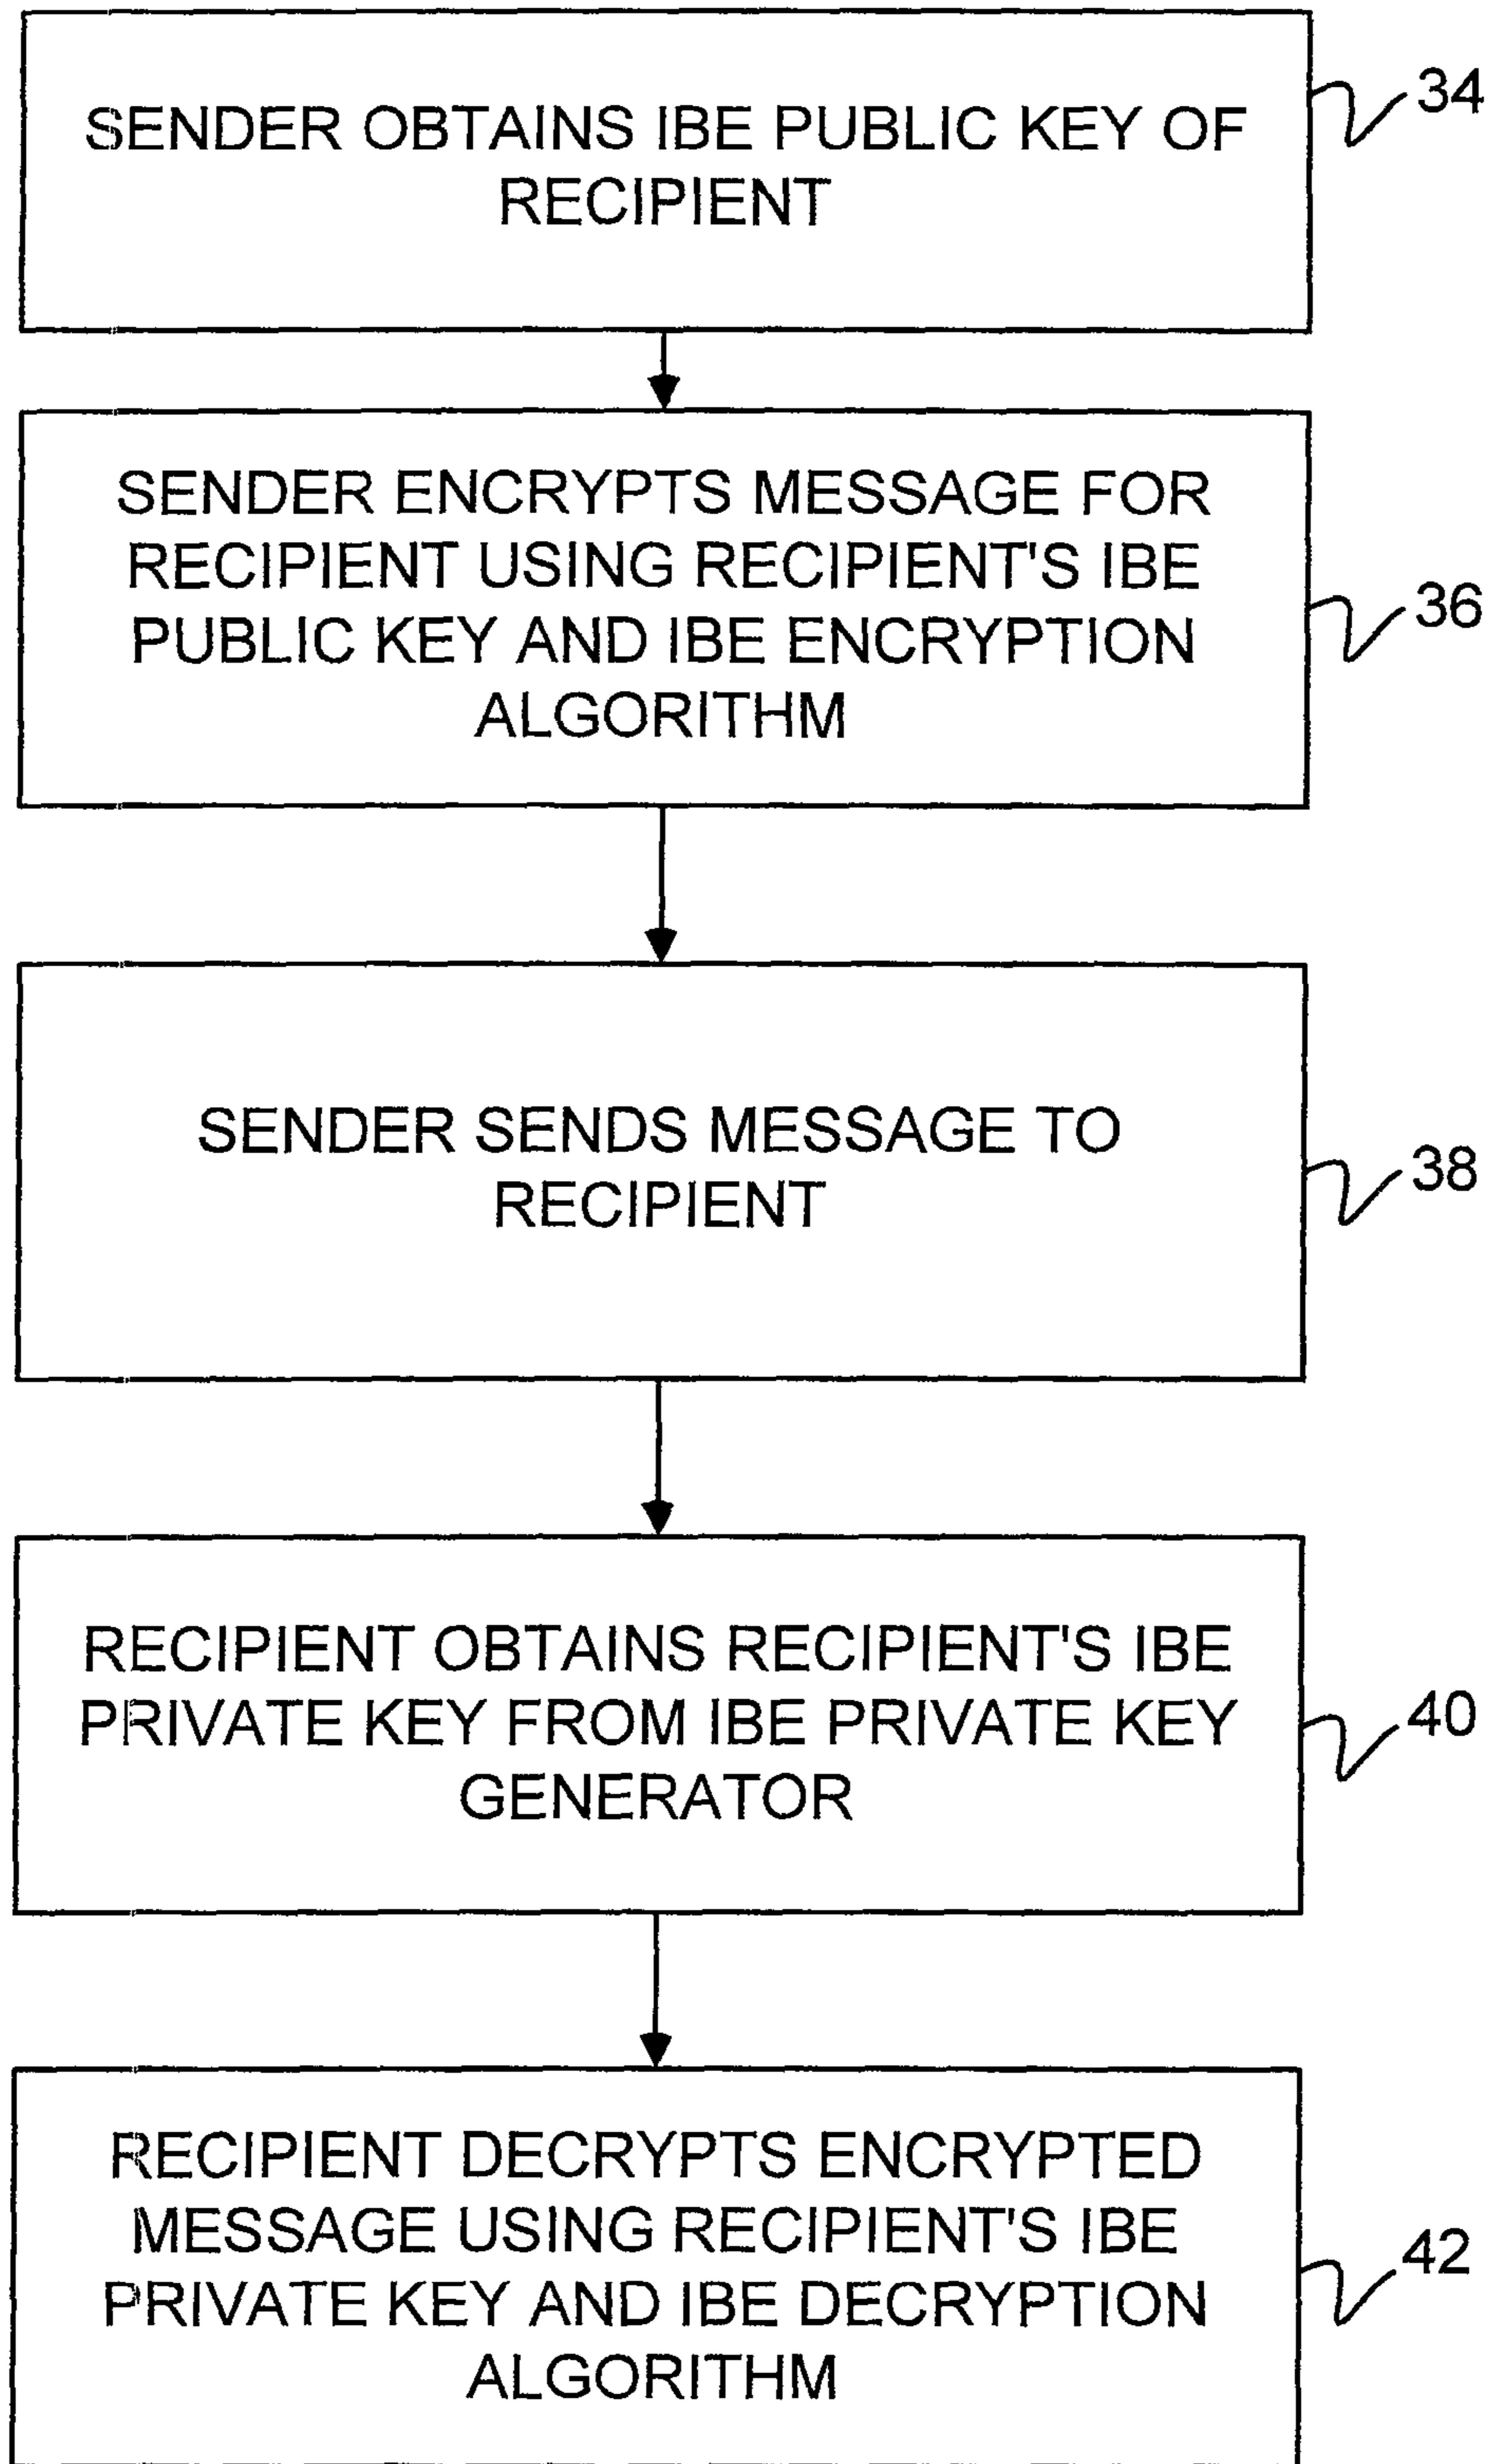 SENDER OBTAINS IBE PUBLIC KEY OF
RECIPIENT
34
SENDER ENCRYPTS MESSAGE FOR
RECIPIENT USING RECIPIENT'S IBE
PUBLIC KEY AND IBE ENCRYPTION
ALGORITHM
36
SENDER SENDS MESSAGE TO
RECIPIENT
38
RECIPIENT OBTAINS RECIPIENT'S IBE
PRIVATE KEY FROM IBE PRIVATE KEY
GENERATOR
40
RECIPIENT DECRYPTS ENCRYPTED
MESSAGE USING RECIPIENT'S IBE
PRIVATE KEY AND IBE DECRYPTION
ALGORITHM
42